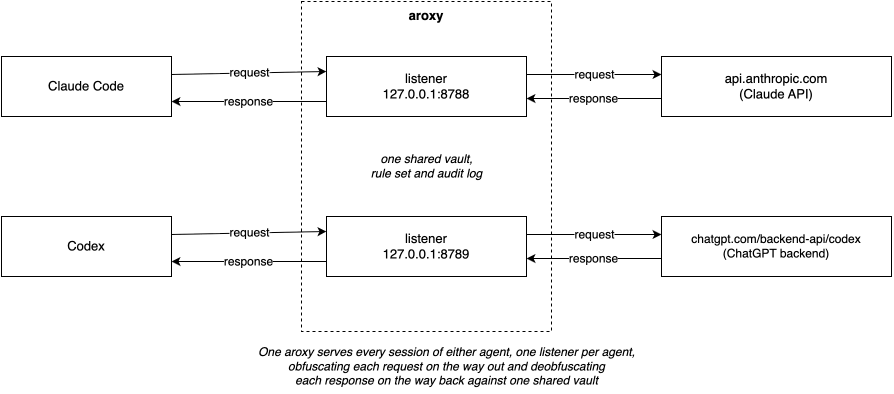 aroxy
Claude Code
request
response
listener
127.0.0.1:8788
request
response
api.anthropic.com
(Claude API)
one shared vault,
rule set and audit log
Codex
request
response
listener
127.0.0.1:8789
request
response
chatgpt.com/backend-api/codex
(ChatGPT backend)
One aroxy serves every session of either agent, one listener per agent,
obfuscating each request on the way out and deobfuscating
each response on the way back against one shared vault